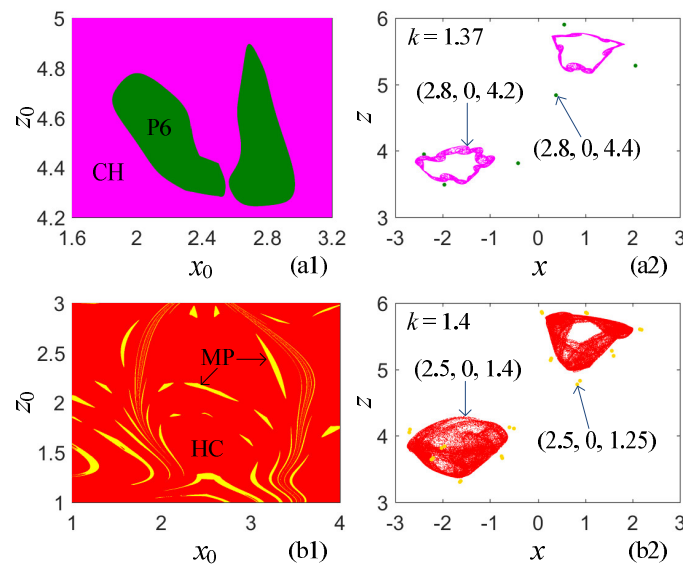 5
4.8
4.6
4.4
4.2
z0
P6
CH
1.6 2 2.4 2.8 3.2
x0
(a1)
6
5
4
3
z
k = 1.37
(2.8, 0, 4.2)
(2.8, 0, 4.4)
-3 -2 -1 0 1 2 3
x
(a2)
3
2.5
2
1.5
1
z0
MP
HC
1 2 3 4
x0
(b1)
6
5
4
3
z
k = 1.4
(2.5, 0, 1.4)
(2.5, 0, 1.25)
-3 -2 -1 0 1 2 3
x
(b2)